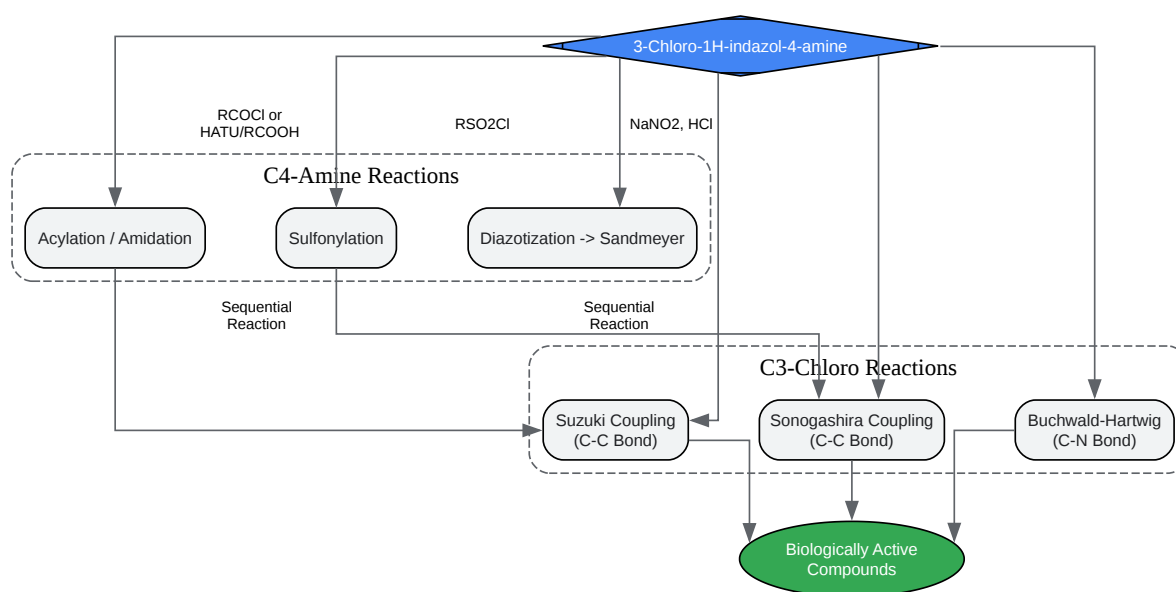 3-Chloro-1H-indazol-4-amine
RCOCl or
HATU/RCOOH
RSO2Cl
NaNO2, HCl
C4-Amine Reactions
Acylation / Amidation
Sulfonylation
Diazotization -> Sandmeyer
Sequential
Reaction
Sequential
Reaction
C3-Chloro Reactions
Suzuki Coupling
(C-C Bond)
Sonogashira Coupling
(C-C Bond)
Buchwald-Hartwig
(C-N Bond)
Biologically Active
Compounds